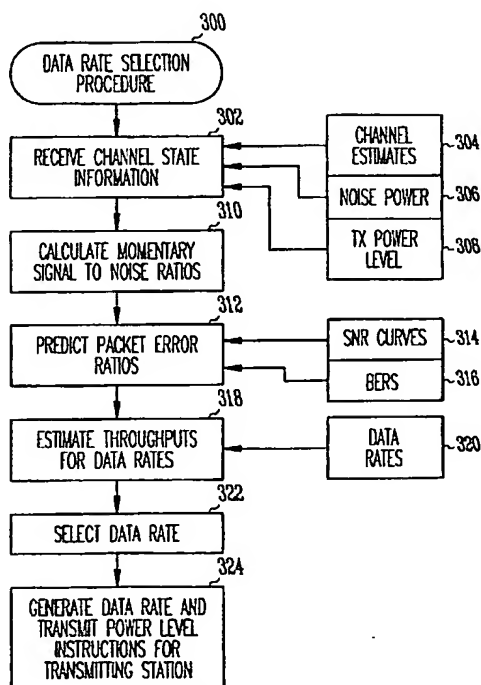 300
DATA RATE SELECTION
PROCEDURE
302
RECEIVE CHANNEL STATE
INFORMATION
CHANNEL
ESTIMATES
304
NOISE POWER
306
TX POWER
LEVEL
308
310
CALCULATE MOMENTARY
SIGNAL TO NOISE RATIOS
312
PREDICT PACKET ERROR
RATIOS
SNR CURVES
314
BERS
316
318
ESTIMATE THROUGHPUTS
FOR DATA RATES
DATA
RATES
320
322
SELECT DATA RATE
324
GENERATE DATA RATE AND
TRANSMIT POWER LEVEL
INSTRUCTIONS FOR
TRANSMITTING STATION